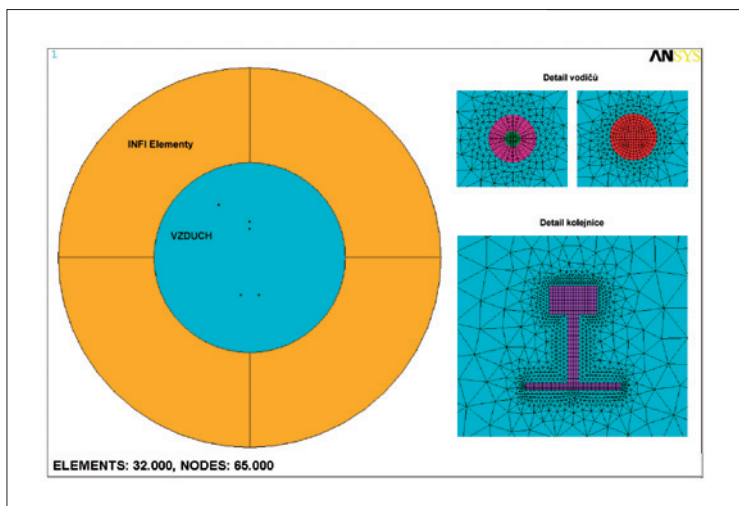 1
ANSYS
Detail vodičů
INFI Elementy
VZDUCH
Detail kolejnice
ELEMENTS: 32.000, NODES: 65.000